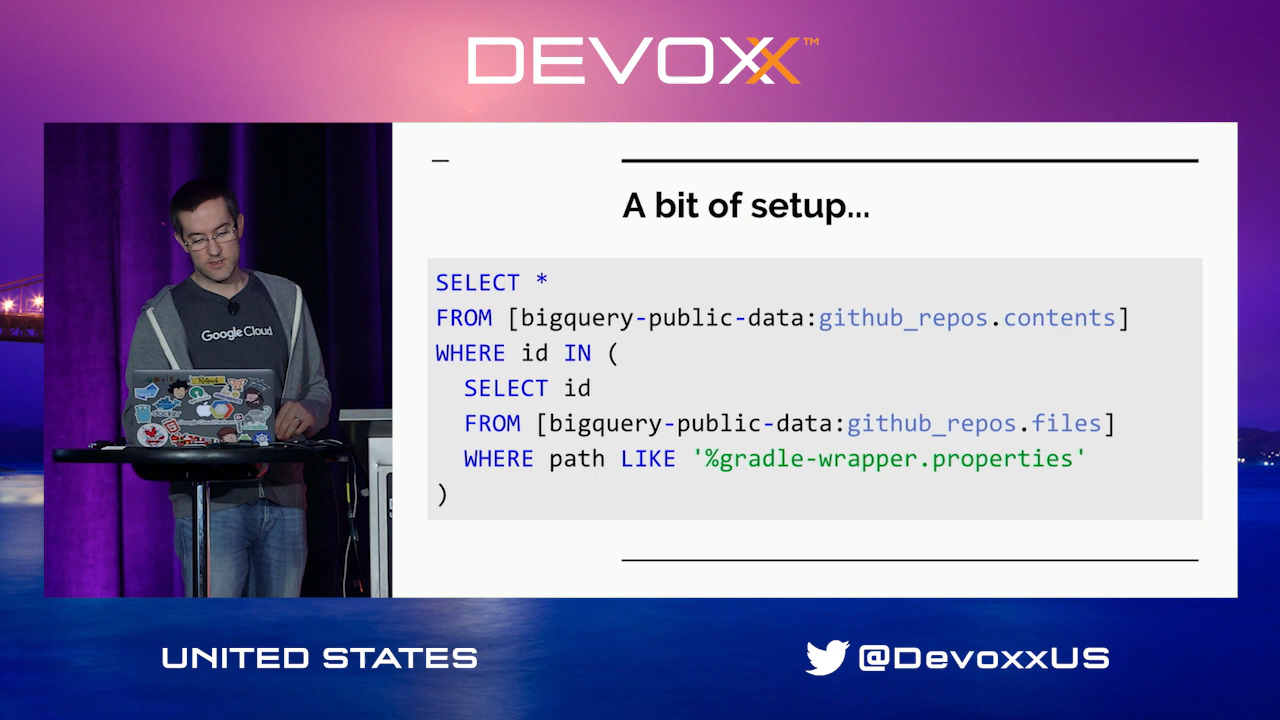 DEVOXX™
A bit of setup...
SELECT *
FROM [bigquery-public-data:github_repos.contents]
WHERE id IN (
SELECT id
FROM [bigquery-public-data:github_repos.files]
WHERE path LIKE '%gradle-wrapper.properties'
)
Google Cloud
docker
UNITED STATES
@DevoxxUS